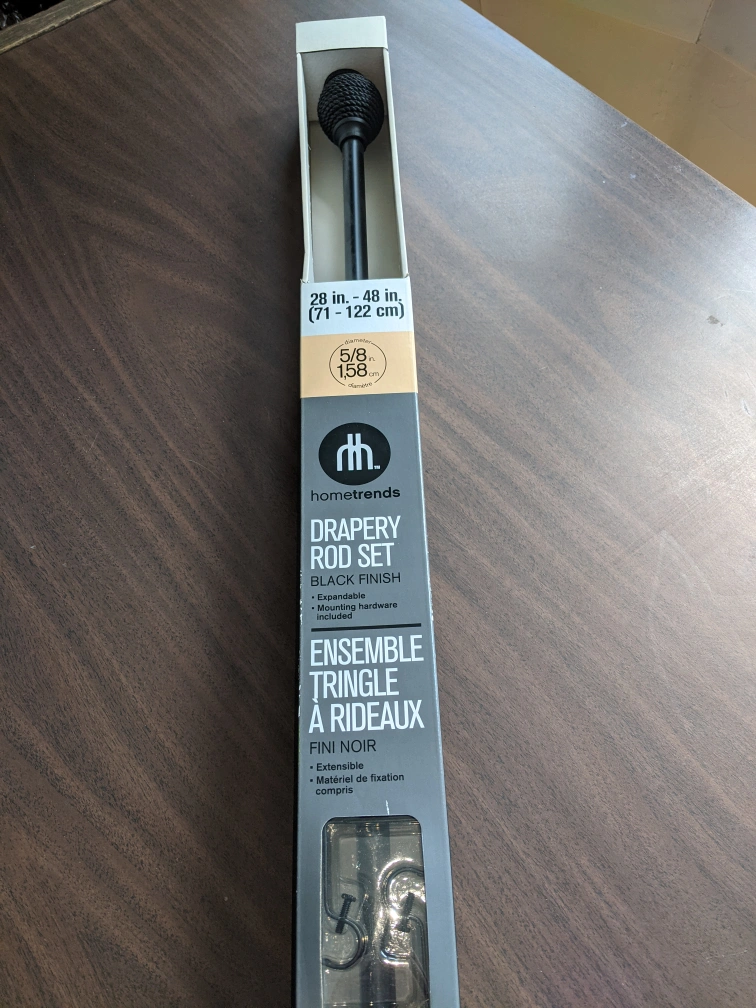 28 in. - 48 in.
(71 - 122 cm)
diameter
5/8 in.
1,58 cm
diamètre
hometrends
DRAPERY
ROD SET
BLACK FINISH
• Expandable
• Mounting hardware
included
ENSEMBLE
TRINGLE
À RIDEAUX
FINI NOIR
• Extensible
• Matériel de fixation
compris